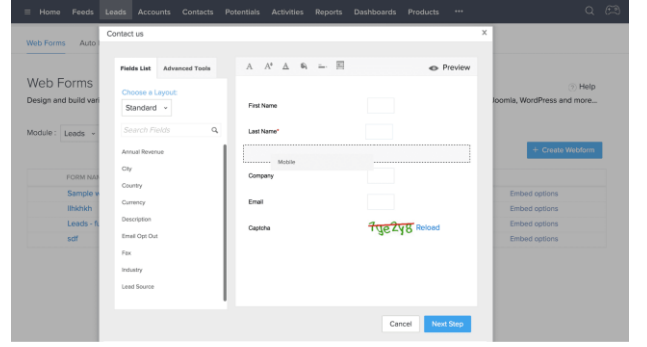 Home Feeds Leads Accounts Contacts Potentials Activities Reports Dashboards Products
Contact us X
Web Forms Auto
Fields List Advanced Tools
A A A
Preview
Choose a Layout:
Standard
Search Fields
Annual Revenue
City
Country
Currency
Description
Email Opt Out
Fax
Industry
Lead Source
First Name
Last Name*
Mobile
Company
Email
Captcha Reload
Cancel Next Step
Web Forms
Help
Design and build
oomla, WordPress and more...
Module : Leads
+ Create Webform
FORM
Sample Embed options
lhkhkh Embed options
Leads - Embed options
sdf Embed options